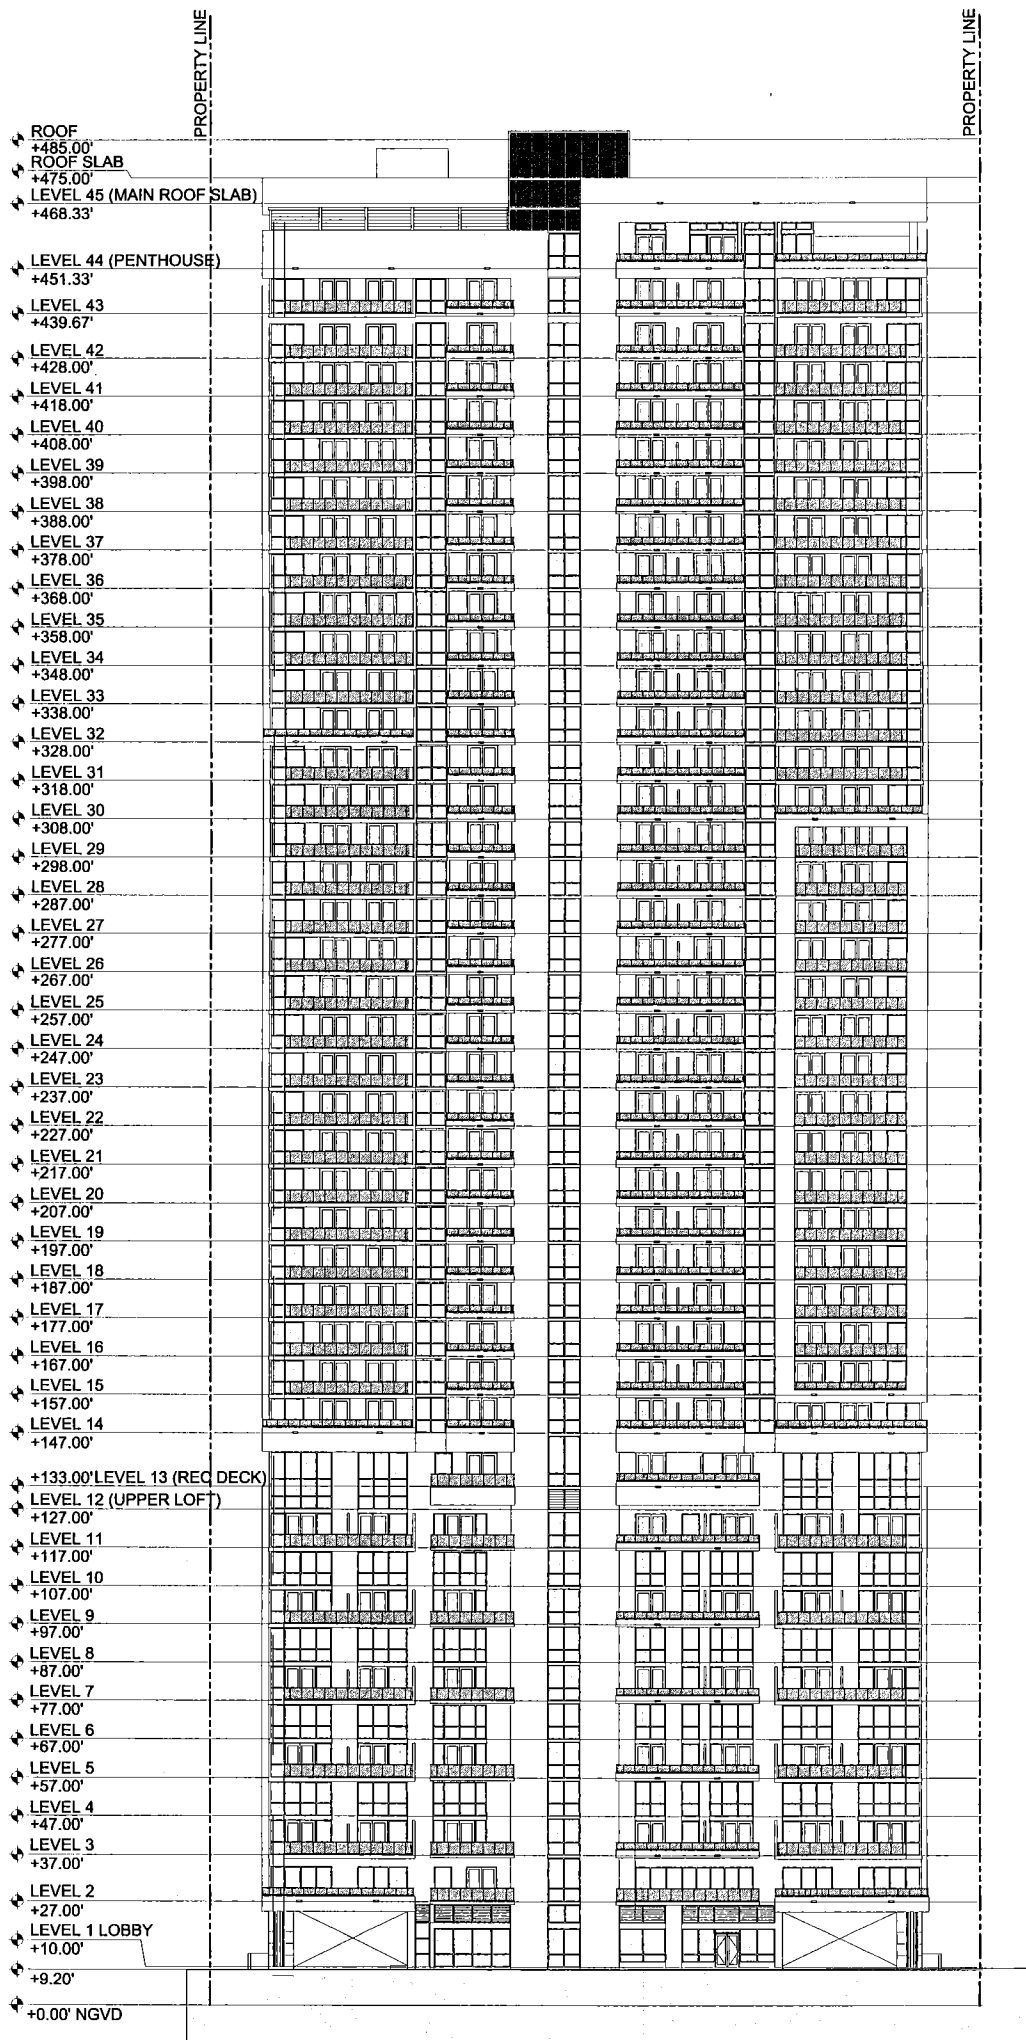 PROPERTY LINE
PROPERTY LINE
ROOF
+485.00'
ROOF SLAB
+475.00'
LEVEL 45 (MAIN ROOF SLAB)
+468.33'
LEVEL 44 (PENTHOUSE)
+451.33'
LEVEL 43
+439.67'
LEVEL 42
+428.00'
LEVEL 41
+418.00'
LEVEL 40
+408.00'
LEVEL 39
+398.00'
LEVEL 38
+388.00'
LEVEL 37
+378.00'
LEVEL 36
+368.00'
LEVEL 35
+358.00'
LEVEL 34
+348.00'
LEVEL 33
+338.00'
LEVEL 32
+328.00'
LEVEL 31
+318.00'
LEVEL 30
+308.00'
LEVEL 29
+298.00'
LEVEL 28
+287.00'
LEVEL 27
+277.00'
LEVEL 26
+267.00'
LEVEL 25
+257.00'
LEVEL 24
+247.00'
LEVEL 23
+237.00'
LEVEL 22
+227.00'
LEVEL 21
+217.00'
LEVEL 20
+207.00'
LEVEL 19
+197.00'
LEVEL 18
+187.00'
LEVEL 17
+177.00'
LEVEL 16
+167.00'
LEVEL 15
+157.00'
LEVEL 14
+147.00'
+133.00' LEVEL 13 (REC DECK)
LEVEL 12 (UPPER LOFT)
+127.00'
LEVEL 11
+117.00'
LEVEL 10
+107.00'
LEVEL 9
+97.00'
LEVEL 8
+87.00'
LEVEL 7
+77.00'
LEVEL 6
+67.00'
LEVEL 5
+57.00'
LEVEL 4
+47.00'
LEVEL 3
+37.00'
LEVEL 2
+27.00'
LEVEL 1 LOBBY
+10.00'
+9.20'
+0.00' NGVD